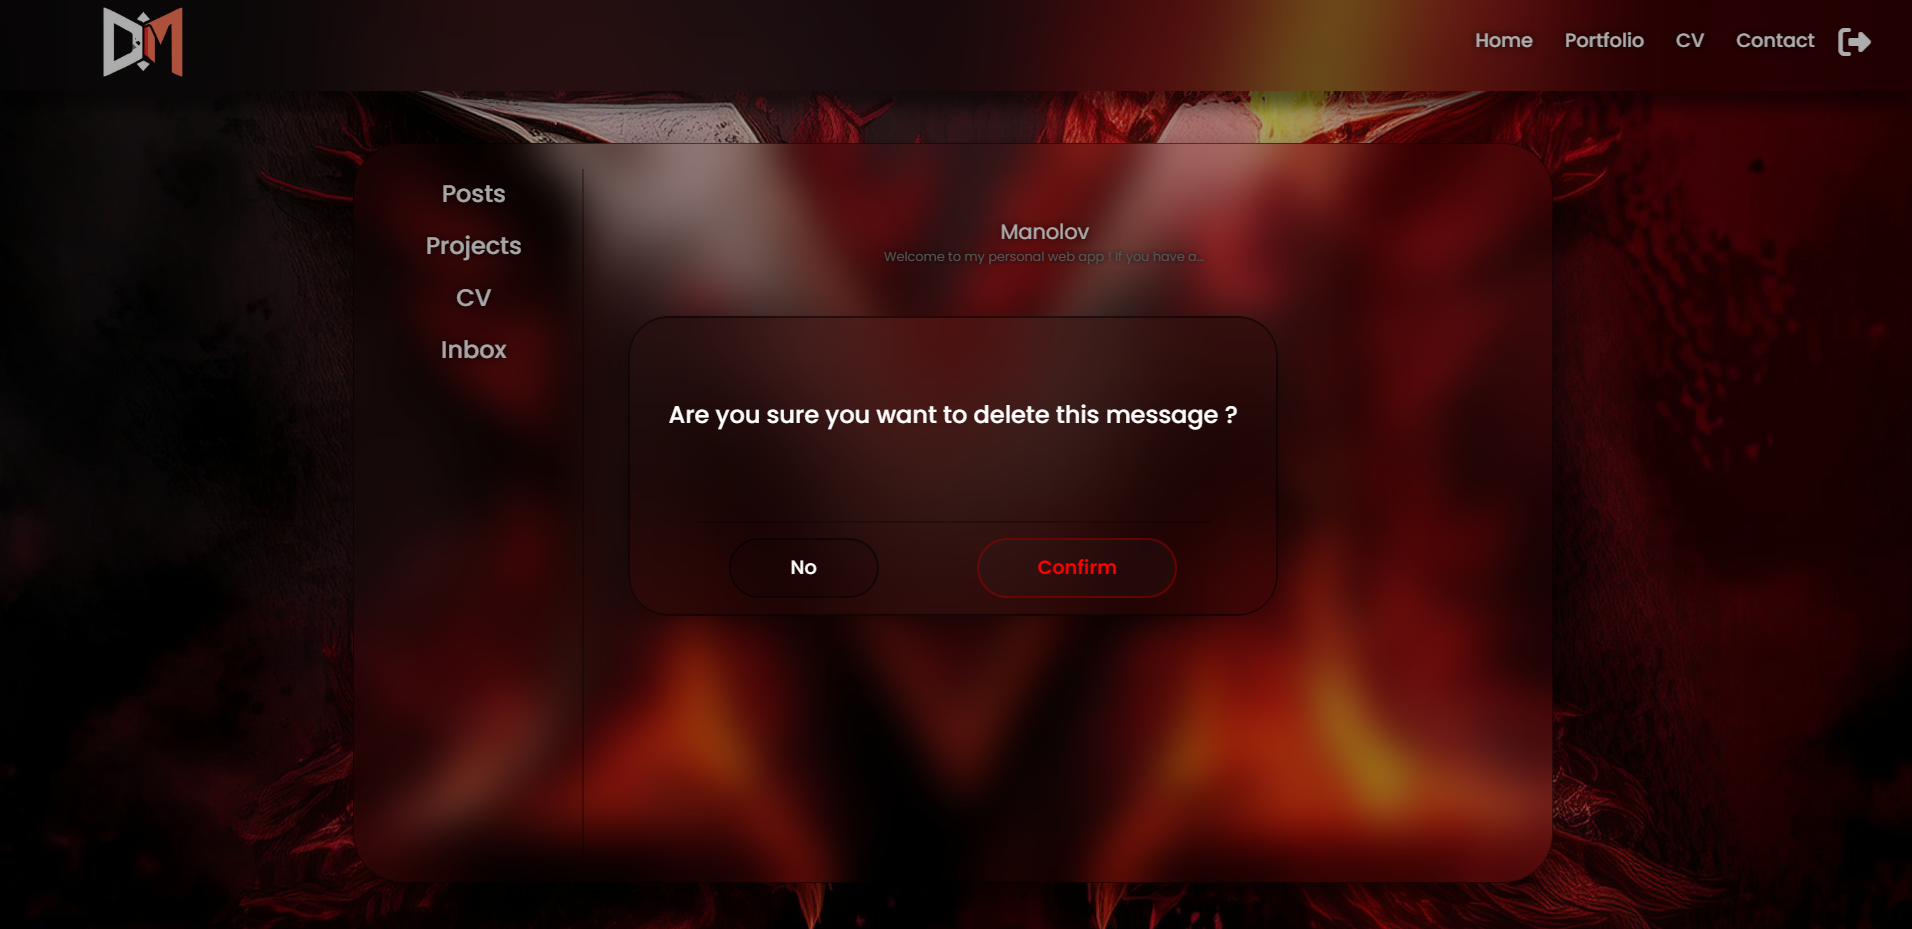 DM
Home Portfolio CV Contact
Posts
Projects
CV
Inbox
Manolov
Welcome to my personal web app ! If you have a...
Are you sure you want to delete this message ?
No
Confirm